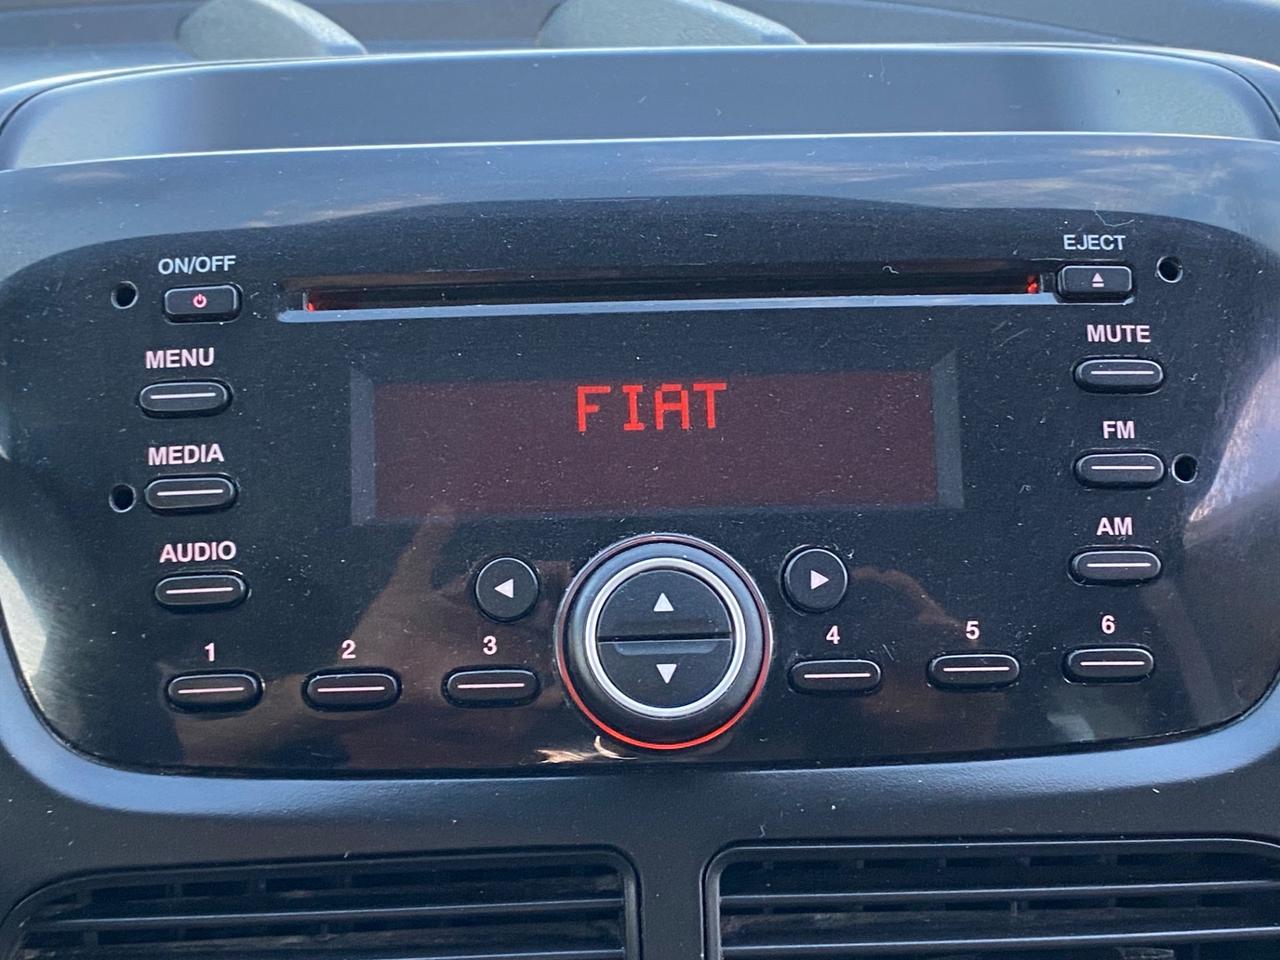 ON/OFF
EJECT
MENU
MUTE
FIAT
MEDIA
FM
AUDIO
AM
1
2
3
4
5
6